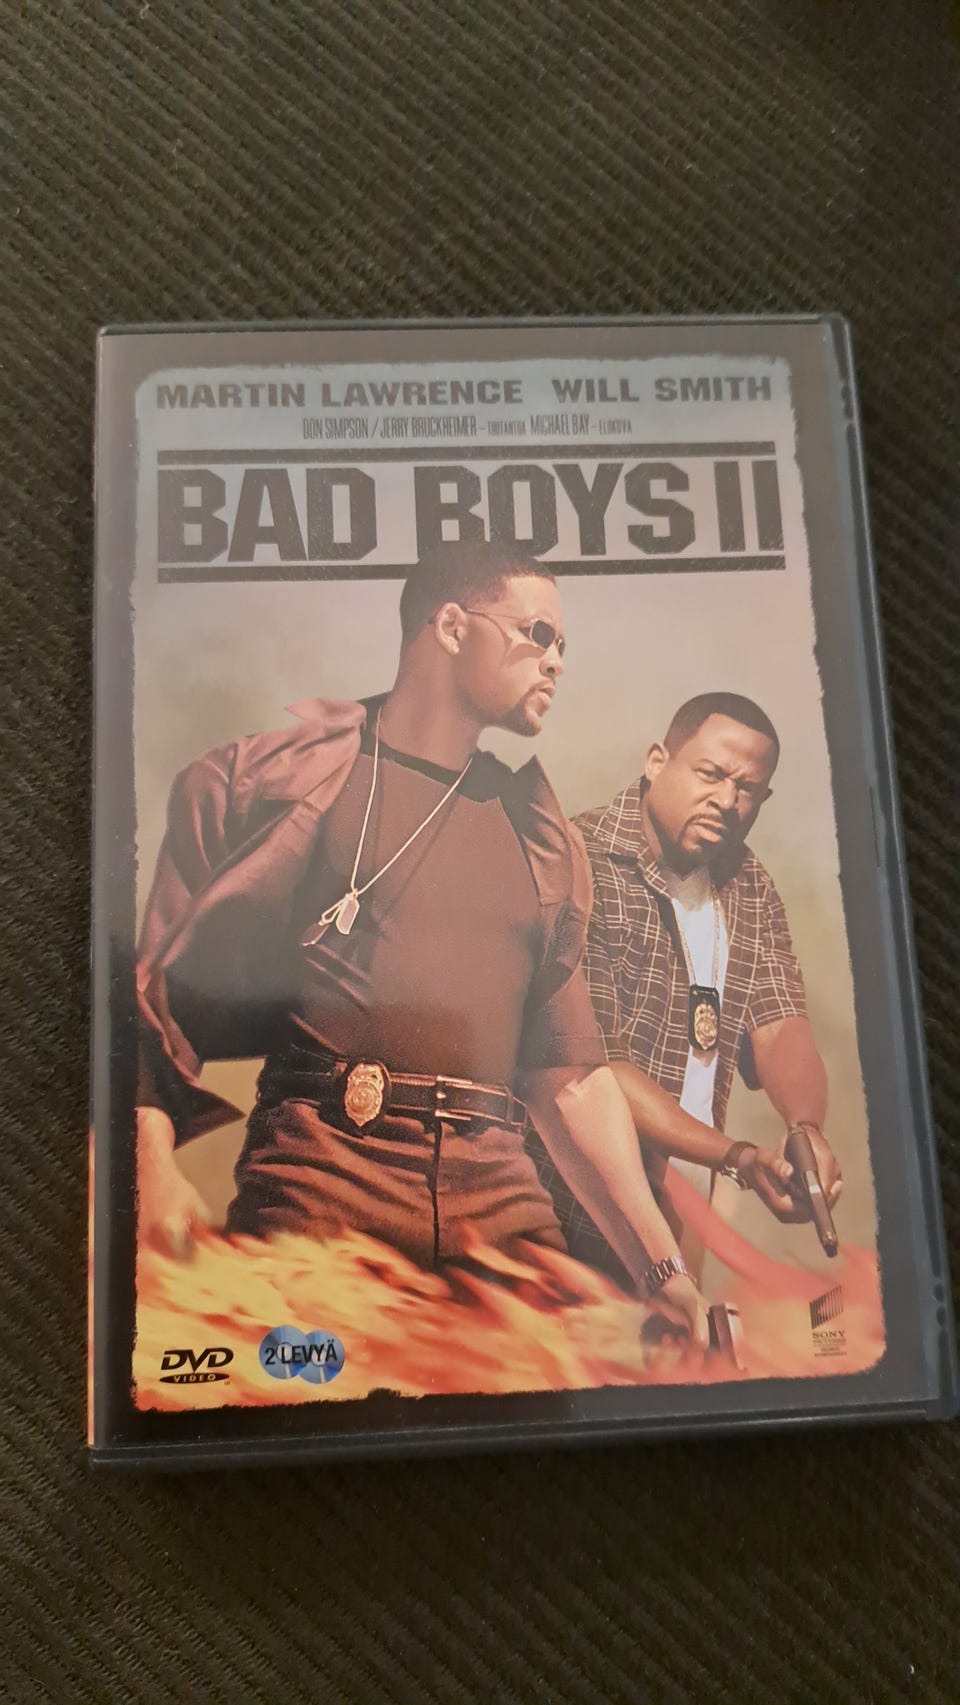 MARTIN LAWRENCE WILL SMITH
DON SIMPSON / JERRY BRUCKHEIMER – TUOTANTOA MICHAEL BAY – ELOKUVA
BAD BOYS II
DVD
VIDEO
2 LEVYÄ
SONY
PICTURES